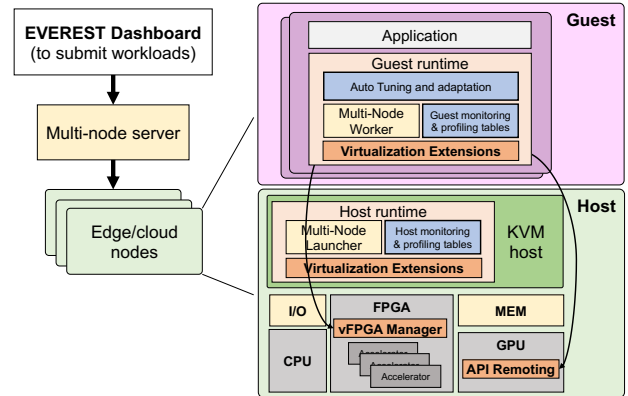 EVEREST Dashboard
(to submit workloads)
Multi-node server
Edge/cloud
nodes
Guest
Application
Guest runtime
Auto Tuning and adaptation
Multi-Node
Worker
Guest monitoring
& profiling tables
Virtualization Extensions
Host
Host runtime
Multi-Node
Launcher
Host monitoring
& profiling tables
Virtualization Extensions
KVM
host
I/O
FPGA
MEM
vFPGA Manager
CPU
Accelerator
Accelerator
Accelerator
GPU
API Remoting